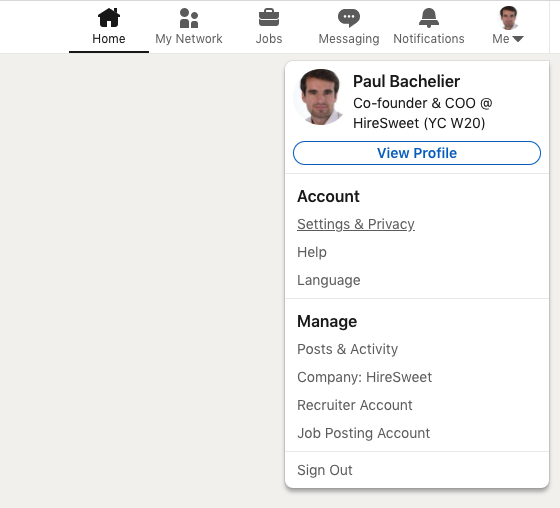 Home
My Network
Jobs
Messaging
Notifications
Me
Paul Bachelier
Co-founder & COO @
HireSweet (YC W20)
View Profile
Account
Settings & Privacy
Help
Language
Manage
Posts & Activity
Company: HireSweet
Recruiter Account
Job Posting Account
Sign Out